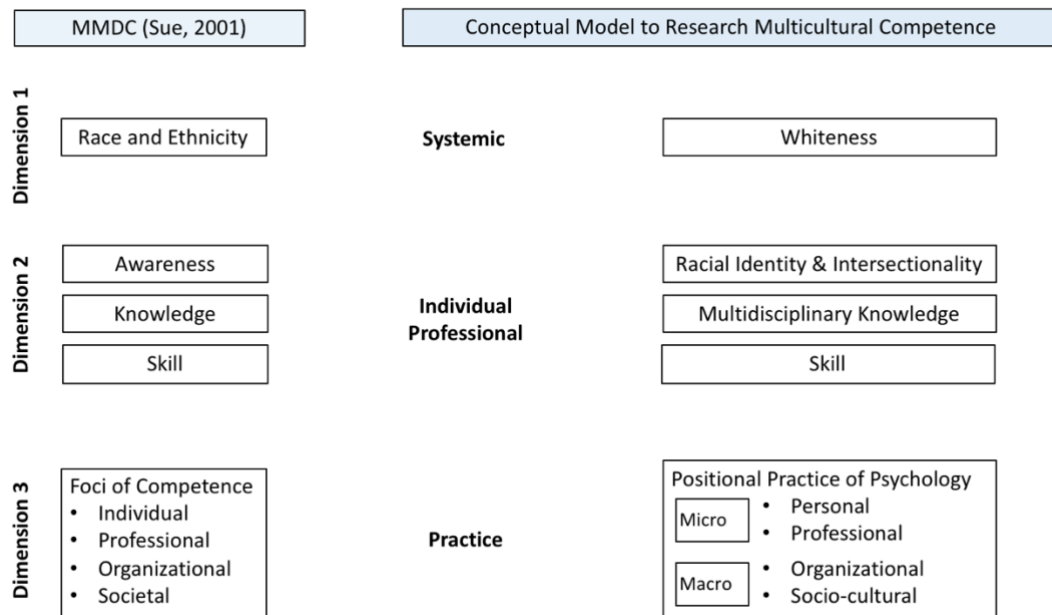 MMDC (Sue, 2001)
Conceptual Model to Research Multicultural Competence
Dimension 1
Race and Ethnicity
Systemic
Whiteness
Dimension 2
Awareness
Knowledge
Skill
Individual
Professional
Racial Identity & Intersectionality
Multidisciplinary Knowledge
Skill
Dimension 3
Foci of Competence
• Individual
• Professional
• Organizational
• Societal
Practice
Positional Practice of Psychology
Micro
• Personal
• Professional
Macro
• Organizational
• Socio-cultural